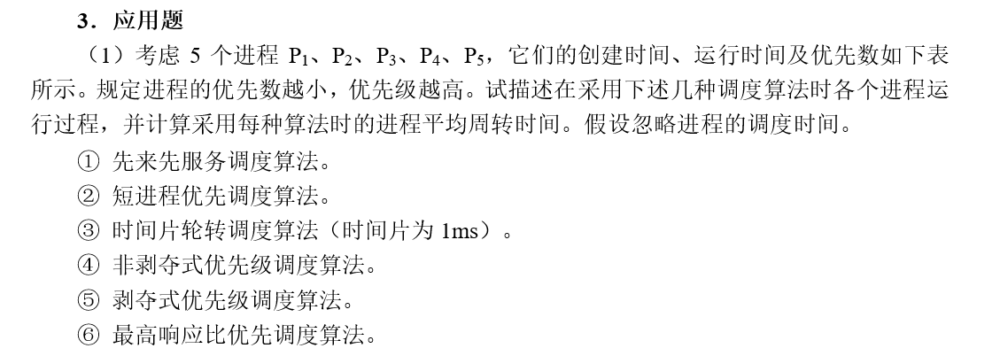 3．应用题
（1）考虑 5 个进程 P1、P2、P3、P4、P5，它们的创建时间、运行时间及优先数如下表
所示。规定进程的优先数越小，优先级越高。试描述在采用下述几种调度算法时各个进程运
行过程，并计算采用每种算法时的进程平均周转时间。假设忽略进程的调度时间。
① 先来先服务调度算法。
② 短进程优先调度算法。
③ 时间片轮转调度算法（时间片为 1ms）。
④ 非剥夺式优先级调度算法。
⑤ 剥夺式优先级调度算法。
⑥ 最高响应比优先调度算法。